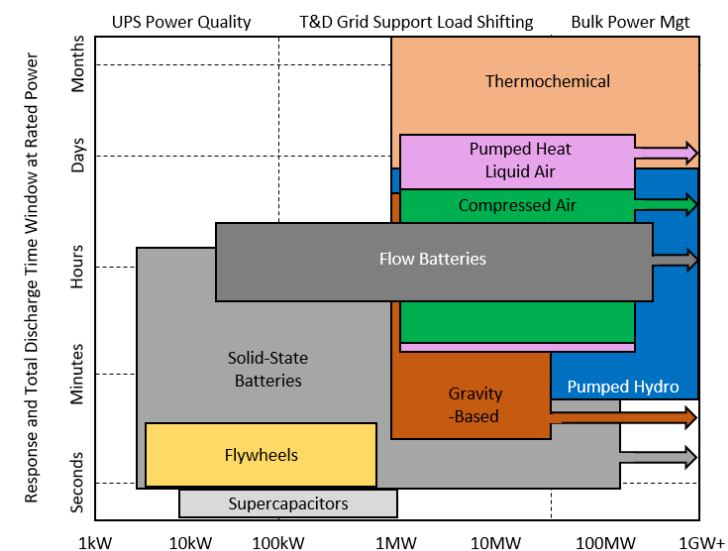 UPS Power Quality
T&D Grid Support Load Shifting
Bulk Power Mgt
Response and Total Discharge Time Window at Rated Power
Months
Days
Hours
Minutes
Seconds
Thermochemical
Pumped Heat
Liquid Air
Compressed Air
Flow Batteries
Solid-State
Batteries
Pumped Hydro
Gravity
-Based
Flywheels
Supercapacitors
1kW
10kW
100kW
1MW
10MW
100MW
1GW+